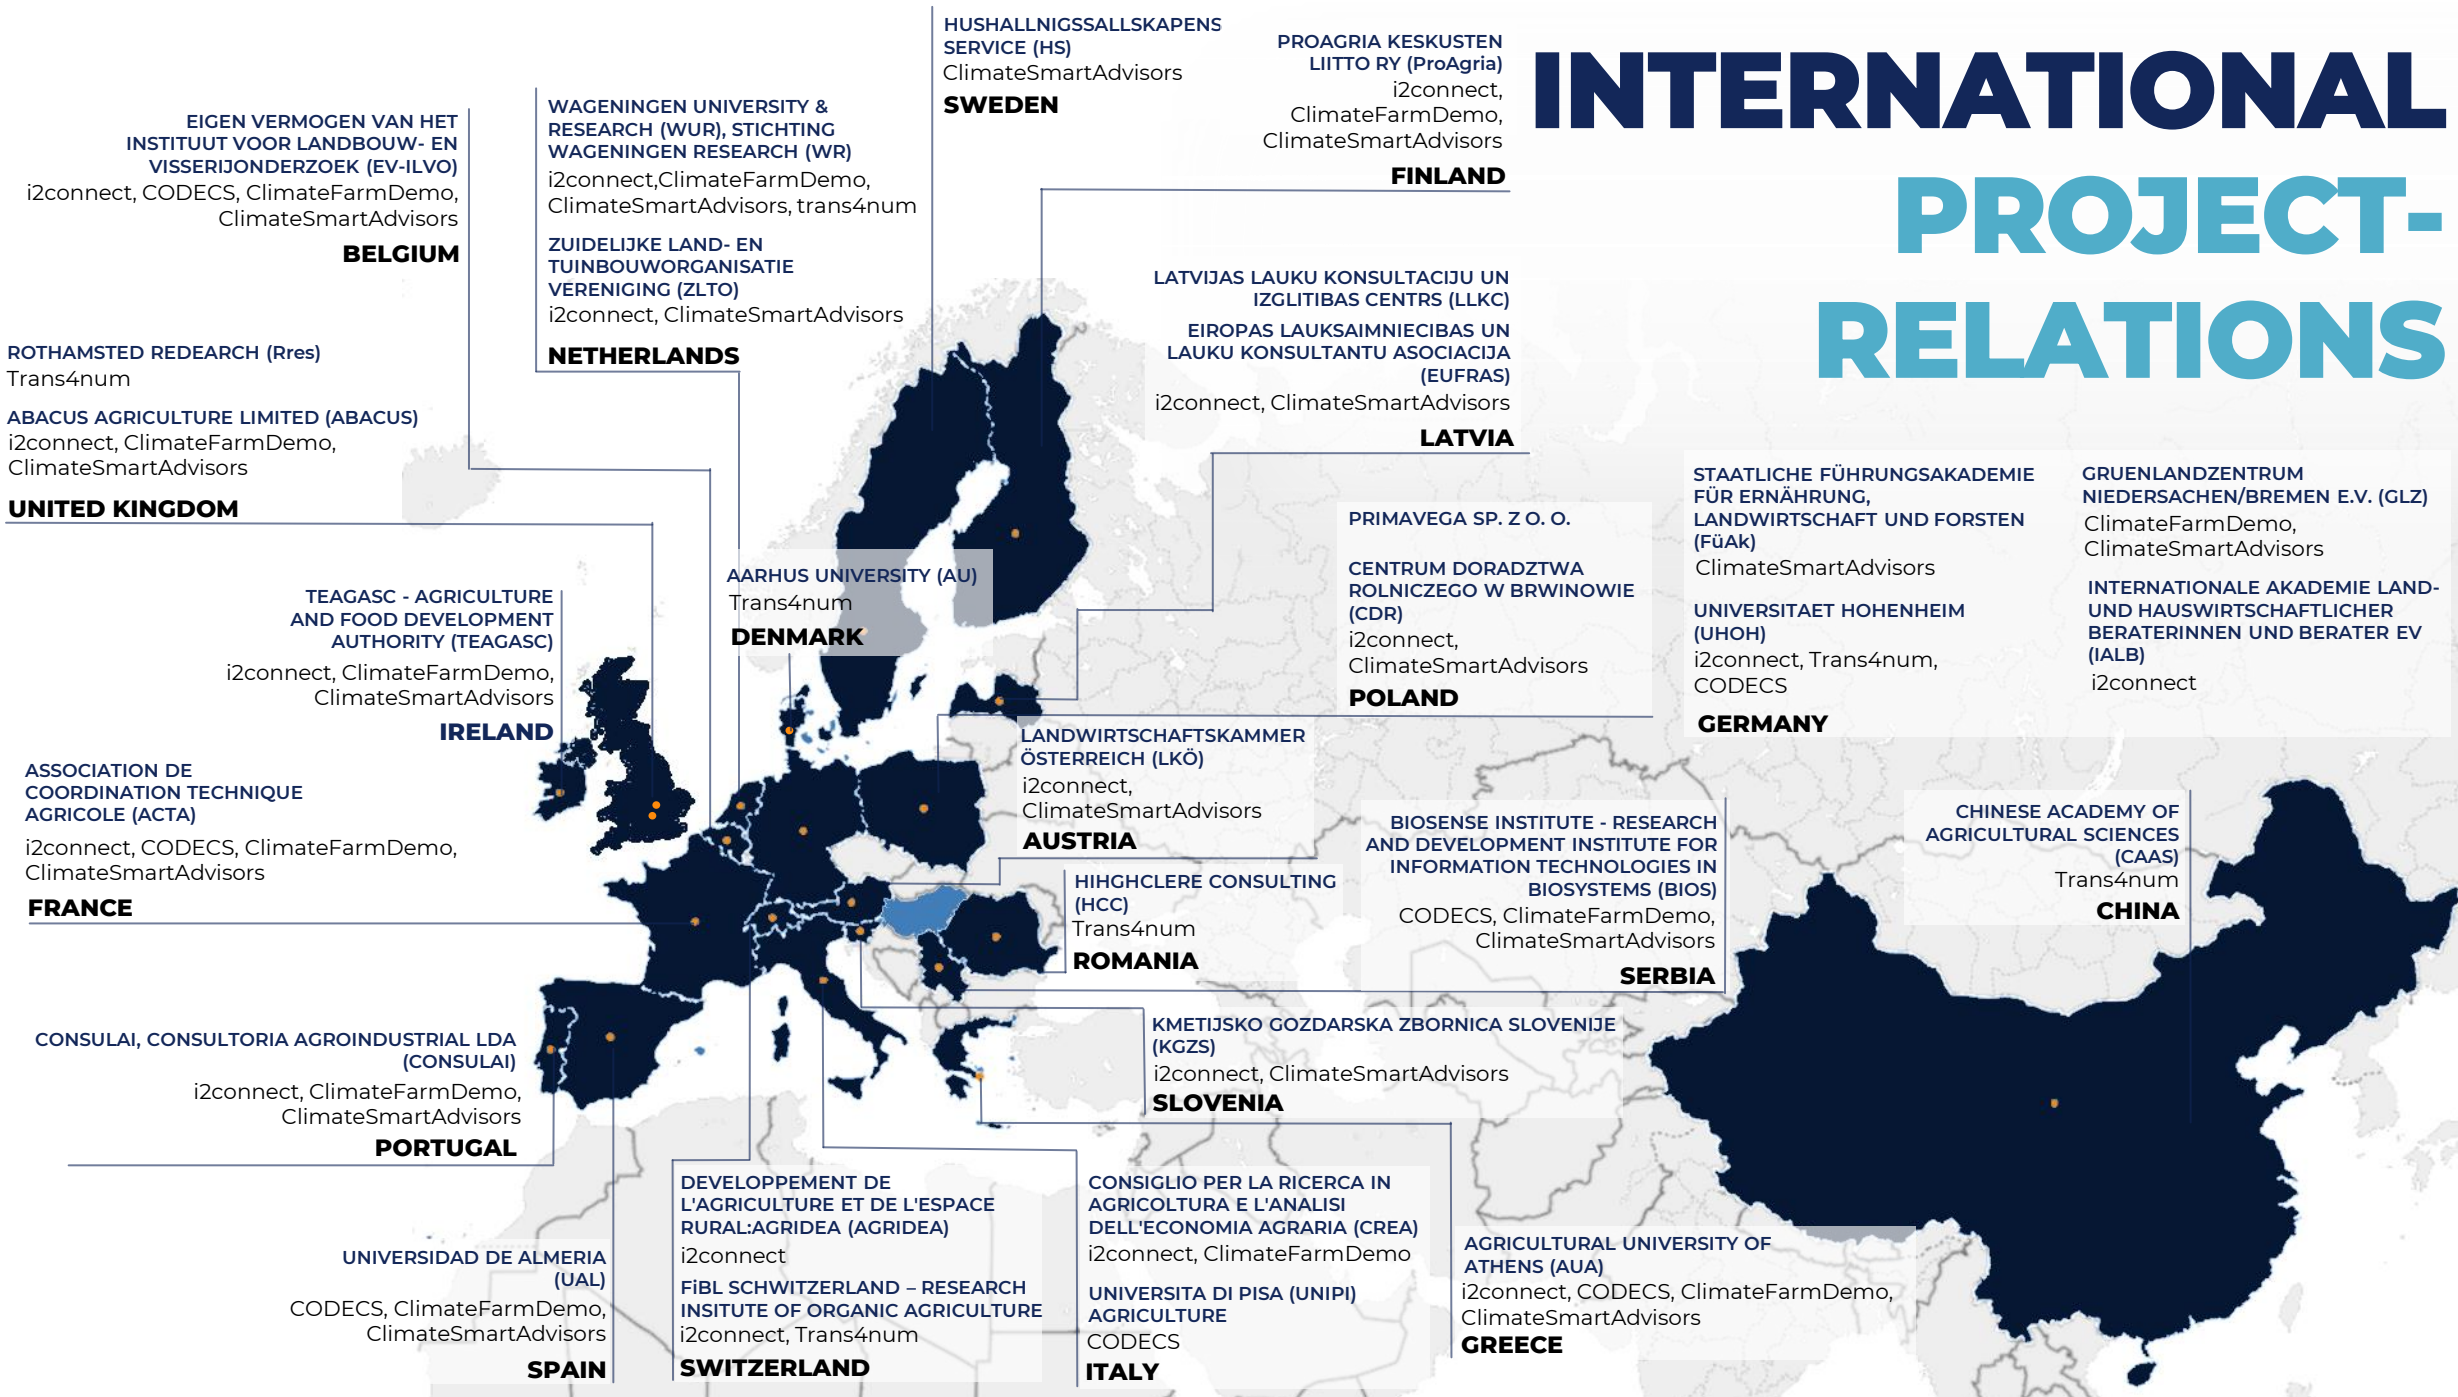 INTERNATIONAL
PROJECT-
RELATIONS
HUSHALLNIGSSALLSKAPENS
SERVICE (HS)
ClimateSmartAdvisors
SWEDEN
PROAGRIA KESKUSTEN
LIITTO RY (ProAgria)
i2connect,
ClimateFarmDemo,
ClimateSmartAdvisors
FINLAND
EIGEN VERMOGEN VAN HET
INSTITUUT VOOR LANDBOUW- EN
VISSERIJONDERZOEK (EV-ILVO)
i2connect, CODECS, ClimateFarmDemo,
ClimateSmartAdvisors
BELGIUM
WAGENINGEN UNIVERSITY &
RESEARCH (WUR), STICHTING
WAGENINGEN RESEARCH (WR)
i2connect,ClimateFarmDemo,
ClimateSmartAdvisors, trans4num
ZUIDELIJKE LAND- EN
TUINBOUWORGANISATIE
VERENIGING (ZLTO)
i2connect, ClimateSmartAdvisors
NETHERLANDS
LATVIJAS LAUKU KONSULTACIJU UN
IZGLITIBAS CENTRS (LLKC)
EIROPAS LAUKSAIMNIECIBAS UN
LAUKU KONSULTANTU ASOCIACIJA
(EUFRAS)
i2connect, ClimateSmartAdvisors
LATVIA
ROTHAMSTED REDEARCH (Rres)
Trans4num
ABACUS AGRICULTURE LIMITED (ABACUS)
i2connect, ClimateFarmDemo,
ClimateSmartAdvisors
UNITED KINGDOM
PRIMAVEGA SP. Z O. O.
CENTRUM DORADZTWA
ROLNICZEGO W BRWINOWIE
(CDR)
i2connect,
ClimateSmartAdvisors
POLAND
STAATLICHE FÜHRUNGSAKADEMIE
FÜR ERNÄHRUNG,
LANDWIRTSCHAFT UND FORSTEN
(FüAk)
ClimateSmartAdvisors
UNIVERSITAET HOHENHEIM
(UHOH)
i2connect, Trans4num,
CODECS
GERMANY
GRUENLANDZENTRUM
NIEDERSACHEN/BREMEN E.V. (GLZ)
ClimateFarmDemo,
ClimateSmartAdvisors
INTERNATIONALE AKADEMIE LAND-
UND HAUSWIRTSCHAFTLICHER
BERATERINNEN UND BERATER EV
(IALB)
i2connect
AARHUS UNIVERSITY (AU)
Trans4num
DENMARK
TEAGASC - AGRICULTURE
AND FOOD DEVELOPMENT
AUTHORITY (TEAGASC)
i2connect, ClimateFarmDemo,
ClimateSmartAdvisors
IRELAND
LANDWIRTSCHAFTSKAMMER
ÖSTERREICH (LKÖ)
i2connect,
ClimateSmartAdvisors
AUSTRIA
ASSOCIATION DE
COORDINATION TECHNIQUE
AGRICOLE (ACTA)
i2connect, CODECS, ClimateFarmDemo,
ClimateSmartAdvisors
FRANCE
HIHGHCLERE CONSULTING
(HCC)
Trans4num
ROMANIA
BIOSENSE INSTITUTE - RESEARCH
AND DEVELOPMENT INSTITUTE FOR
INFORMATION TECHNOLOGIES IN
BIOSYSTEMS (BIOS)
CODECS, ClimateFarmDemo,
ClimateSmartAdvisors
SERBIA
CHINESE ACADEMY OF
AGRICULTURAL SCIENCES
(CAAS)
Trans4num
CHINA
CONSULAI, CONSULTORIA AGROINDUSTRIAL LDA
(CONSULAI)
i2connect, ClimateFarmDemo,
ClimateSmartAdvisors
PORTUGAL
KMETIJSKO GOZDARSKA ZBORNICA SLOVENIJE
(KGZS)
i2connect, ClimateSmartAdvisors
SLOVENIA
UNIVERSIDAD DE ALMERIA
(UAL)
CODECS, ClimateFarmDemo,
ClimateSmartAdvisors
SPAIN
DEVELOPPEMENT DE
L'AGRICULTURE ET DE L'ESPACE
RURAL:AGRIDEA (AGRIDEA)
i2connect
FiBL SCHWITZERLAND – RESEARCH
INSITUTE OF ORGANIC AGRICULTURE
i2connect, Trans4num
SWITZERLAND
CONSIGLIO PER LA RICERCA IN
AGRICOLTURA E L'ANALISI
DELL'ECONOMIA AGRARIA (CREA)
i2connect, ClimateFarmDemo
UNIVERSITA DI PISA (UNIPI)
AGRICULTURE
CODECS
ITALY
AGRICULTURAL UNIVERSITY OF
ATHENS (AUA)
i2connect, CODECS, ClimateFarmDemo,
ClimateSmartAdvisors
GREECE